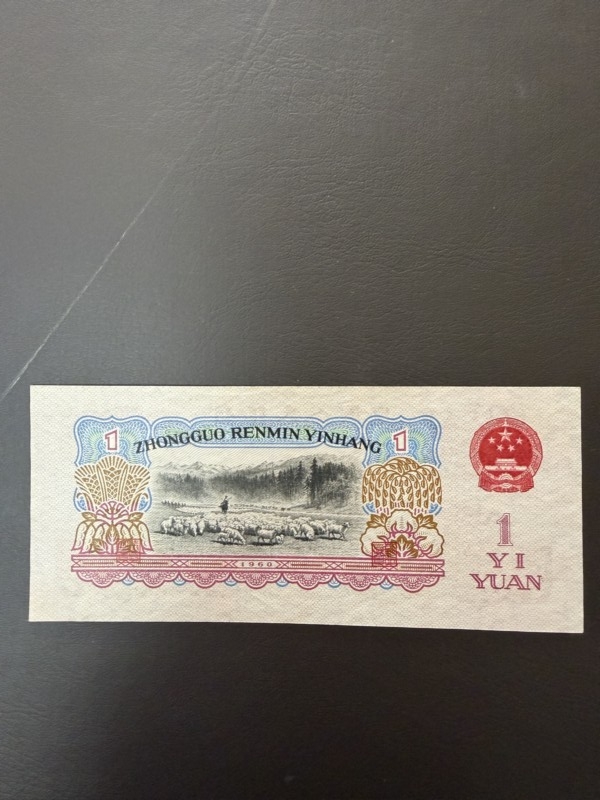 1
ZHONGGUO RENMIN YINHANG
1
1960
1
YI
YUAN